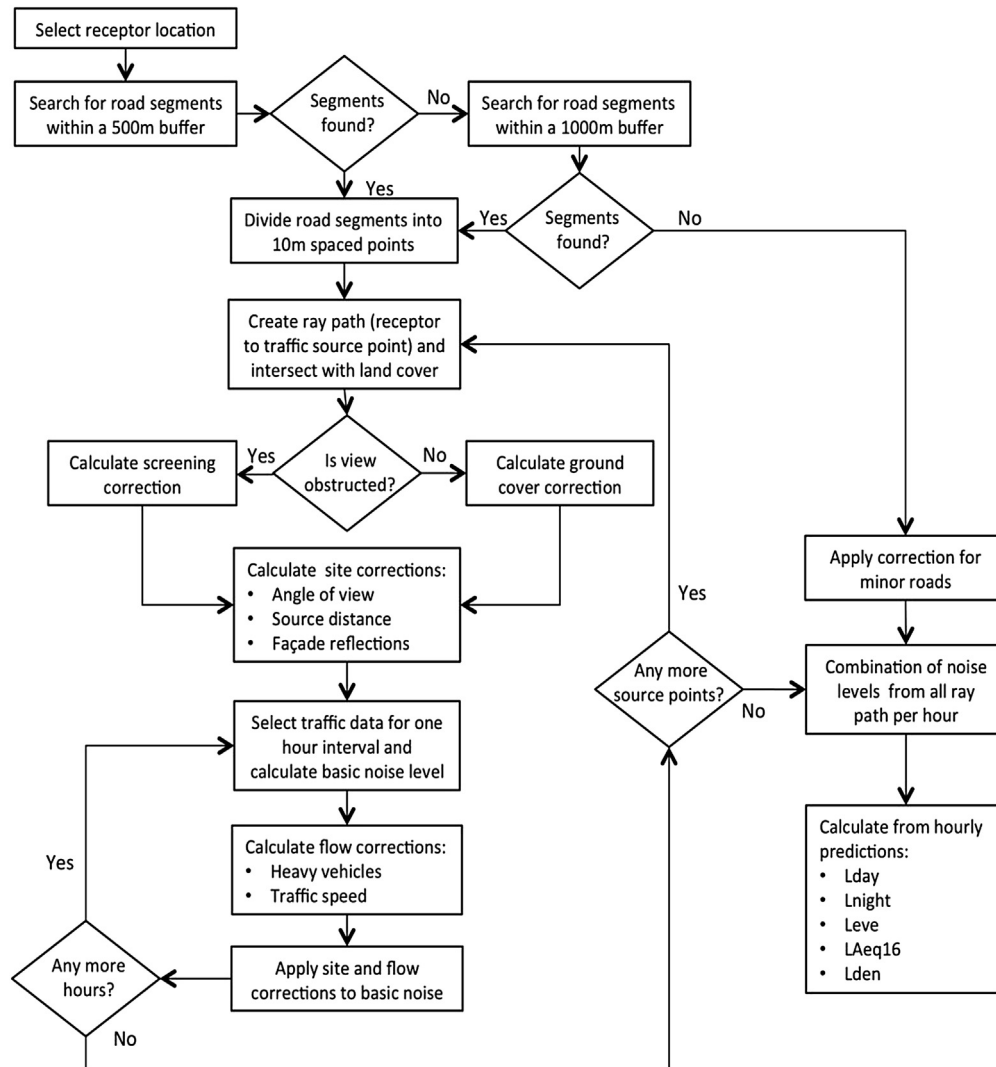 Select receptor location
Search for road segments
within a 500m buffer
Segments
found?
No
Search for road segments
within a 1000m buffer
Yes
Divide road segments into
10m spaced points
Yes
Segments
found?
No
Create ray path (receptor
to traffic source point) and
intersect with land cover
Calculate screening
correction
Yes
Is view
obstructed?
No
Calculate ground
cover correction
Calculate site corrections:
• Angle of view
• Source distance
• Façade reflections
Yes
Apply correction for
minor roads
Any more
source points?
No
Combination of noise
levels from all ray
path per hour
Select traffic data for one
hour interval and
calculate basic noise level
Yes
Calculate flow corrections:
• Heavy vehicles
• Traffic speed
Calculate from hourly
predictions:
• Lday
• Lnight
• Leve
• LAeq16
• Lden
Any more
hours?
Apply site and flow
corrections to basic noise
No